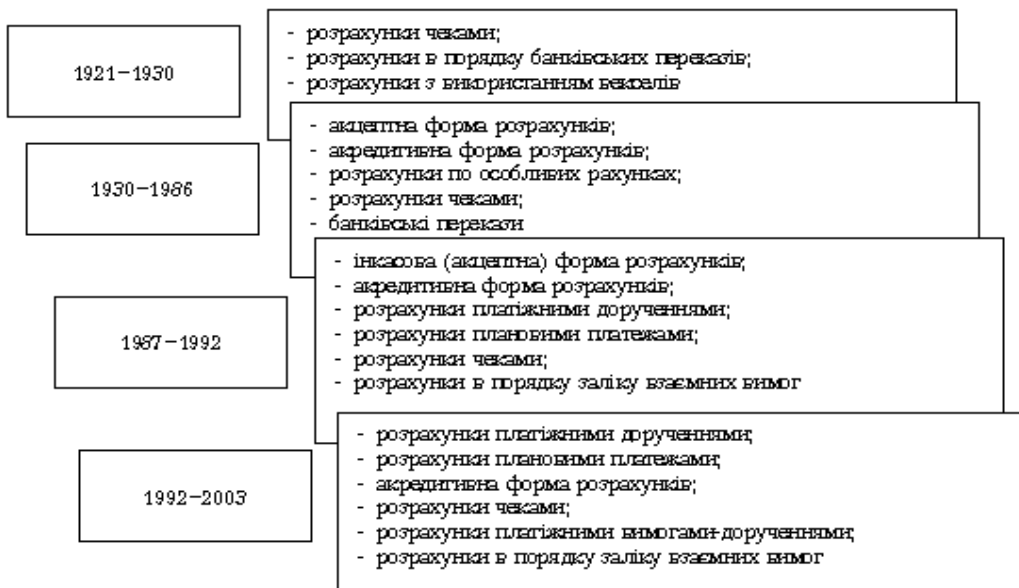 1921-1930
- розрахунки чеками;
- розрахунки в порядку банківських переказів;
- розрахунки з використанням векселів
1930-1986
- акцептна форма розрахунків;
- акредитивна форма розрахунків;
- розрахунки по особливих рахунках;
- розрахунки чеками;
- банківські перекази
1987-1992
- інкасова (акцептна) форма розрахунків;
- акредитивна форма розрахунків;
- розрахунки платіжними дорученнями;
- розрахунки плановими платежами;
- розрахунки чеками;
- розрахунки в порядку заліку взаємних вимог
1992-2003
- розрахунки платіжними дорученнями;
- розрахунки плановими платежами;
- акредитивна форма розрахунків;
- розрахунки чеками;
- розрахунки платіжними вимогами-дорученнями;
- розрахунки в порядку заліку взаємних вимог